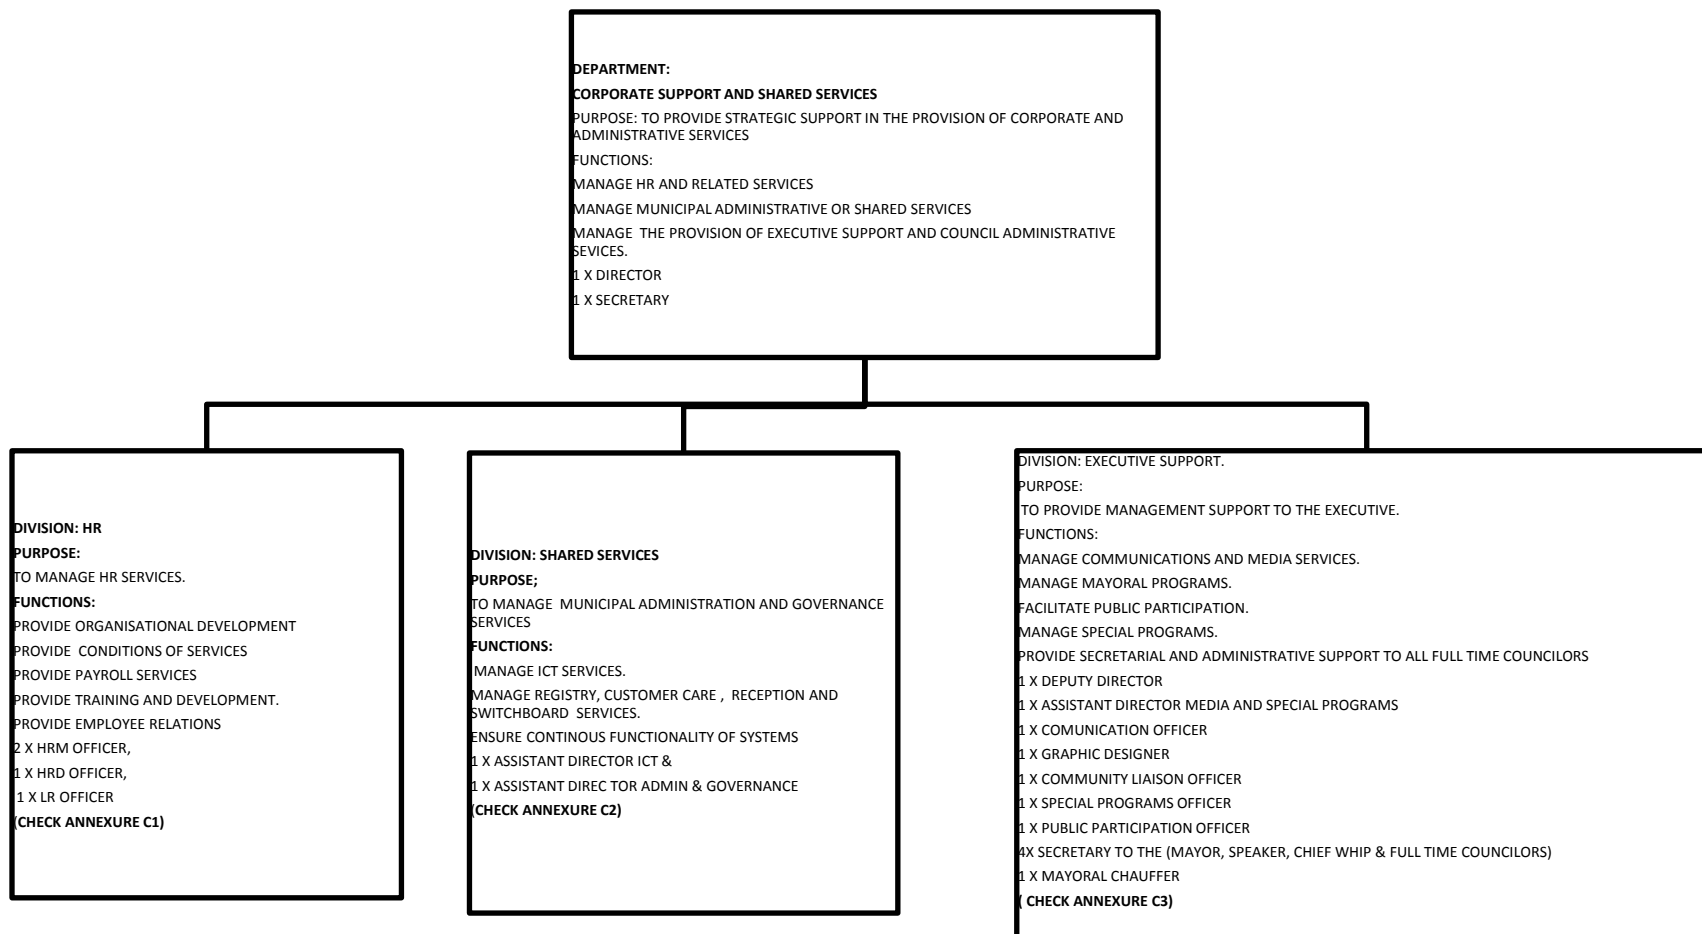 DEPARTMENT:
CORPORATE SUPPORT AND SHARED SERVICES
PURPOSE: TO PROVIDE STRATEGIC SUPPORT IN THE PROVISION OF CORPORATE AND
ADMINISTRATIVE SERVICES
FUNCTIONS:
MANAGE HR AND RELATED SERVICES
MANAGE MUNICIPAL ADMINISTRATIVE OR SHARED SERVICES
MANAGE THE PROVISION OF EXECUTIVE SUPPORT AND COUNCIL ADMINISTRATIVE
SEVICES.
1 X DIRECTOR
1 X SECRETARY
DIVISION: HR
PURPOSE:
TO MANAGE HR SERVICES.
FUNCTIONS:
PROVIDE ORGANISATIONAL DEVELOPMENT
PROVIDE CONDITIONS OF SERVICES
PROVIDE PAYROLL SERVICES
PROVIDE TRAINING AND DEVELOPMENT.
PROVIDE EMPLOYEE RELATIONS
2 X HRM OFFICER,
1 X HRD OFFICER,
1 X LR OFFICER
(CHECK ANNEXURE C1)
DIVISION: SHARED SERVICES
PURPOSE;
TO MANAGE MUNICIPAL ADMINISTRATION AND GOVERNANCE
SERVICES
FUNCTIONS:
MANAGE ICT SERVICES.
MANAGE REGISTRY, CUSTOMER CARE , RECEPTION AND
SWITCHBOARD SERVICES.
ENSURE CONTINOUS FUNCTIONALITY OF SYSTEMS
1 X ASSISTANT DIRECTOR ICT &
1 X ASSISTANT DIREC TOR ADMIN & GOVERNANCE
(CHECK ANNEXURE C2)
DIVISION: EXECUTIVE SUPPORT.
PURPOSE:
TO PROVIDE MANAGEMENT SUPPORT TO THE EXECUTIVE.
FUNCTIONS:
MANAGE COMMUNICATIONS AND MEDIA SERVICES.
MANAGE MAYORAL PROGRAMS.
FACILITATE PUBLIC PARTICIPATION.
MANAGE SPECIAL PROGRAMS.
PROVIDE SECRETARIAL AND ADMINISTRATIVE SUPPORT TO ALL FULL TIME COUNCILORS
1 X DEPUTY DIRECTOR
1 X ASSISTANT DIRECTOR MEDIA AND SPECIAL PROGRAMS
1 X COMUNICATION OFFICER
1 X GRAPHIC DESIGNER
1 X COMMUNITY LIAISON OFFICER
1 X SPECIAL PROGRAMS OFFICER
1 X PUBLIC PARTICIPATION OFFICER
4X SECRETARY TO THE (MAYOR, SPEAKER, CHIEF WHIP & FULL TIME COUNCILORS)
1 X MAYORAL CHAUFFER
( CHECK ANNEXURE C3)